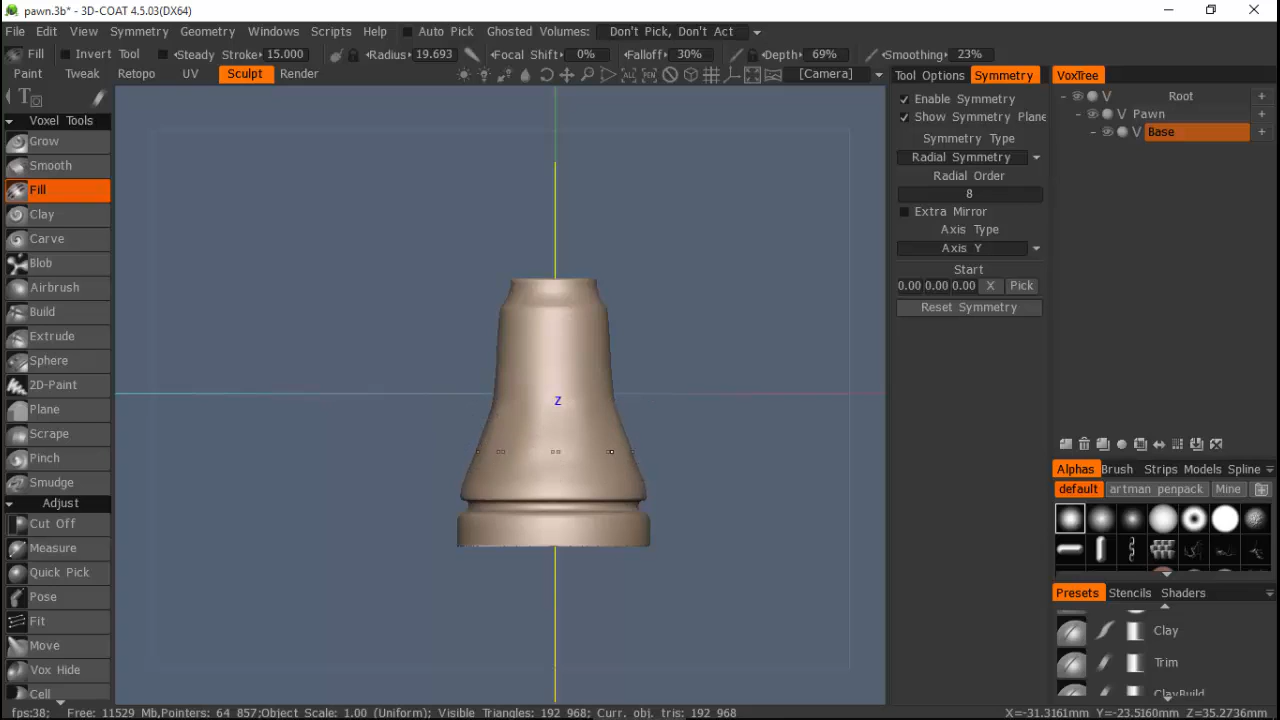 pawn.3b* - 3D-COAT 4.5.03(DX64)
File Edit View Symmetry Geometry Windows Scripts Help Auto Pick Ghosted Volumes: Don't Pick, Don't Act
Fill Invert Tool Steady Stroke 15.000 Radius 19.693 Focal Shift 0% Falloff 30% Depth 69% Smoothing 23%
Paint Tweak Retopo UV Sculpt Render [Camera]
Voxel Tools
Grow
Smooth
Fill
Clay
Carve
Blob
Airbrush
Build
Extrude
Sphere
2D-Paint
Plane
Scrape
Pinch
Smudge
Adjust
Cut Off
Measure
Quick Pick
Pose
Fit
Move
Vox Hide
Cell
Z
Tool Options Symmetry
Enable Symmetry
Show Symmetry Plane
Symmetry Type
Radial Symmetry
Radial Order
8
Extra Mirror
Axis Type
Axis Y
Start
0.00 0.00 0.00 X Pick
Reset Symmetry
VoxTree
V Root +
V Pawn +
V Base +
Alphas Brush Strips Models Spline
default artman penpack Mine
Presets Stencils Shaders
Clay
Trim
ClayBuild
fps:38; Free: 11529 Mb,Pointers: 64 857;Object Scale: 1.00 (Uniform); Visible Triangles: 192 968; Curr. obj. tris: 192 968 X=-31.3161mm Y=-23.5160mm Z=35.2736mm